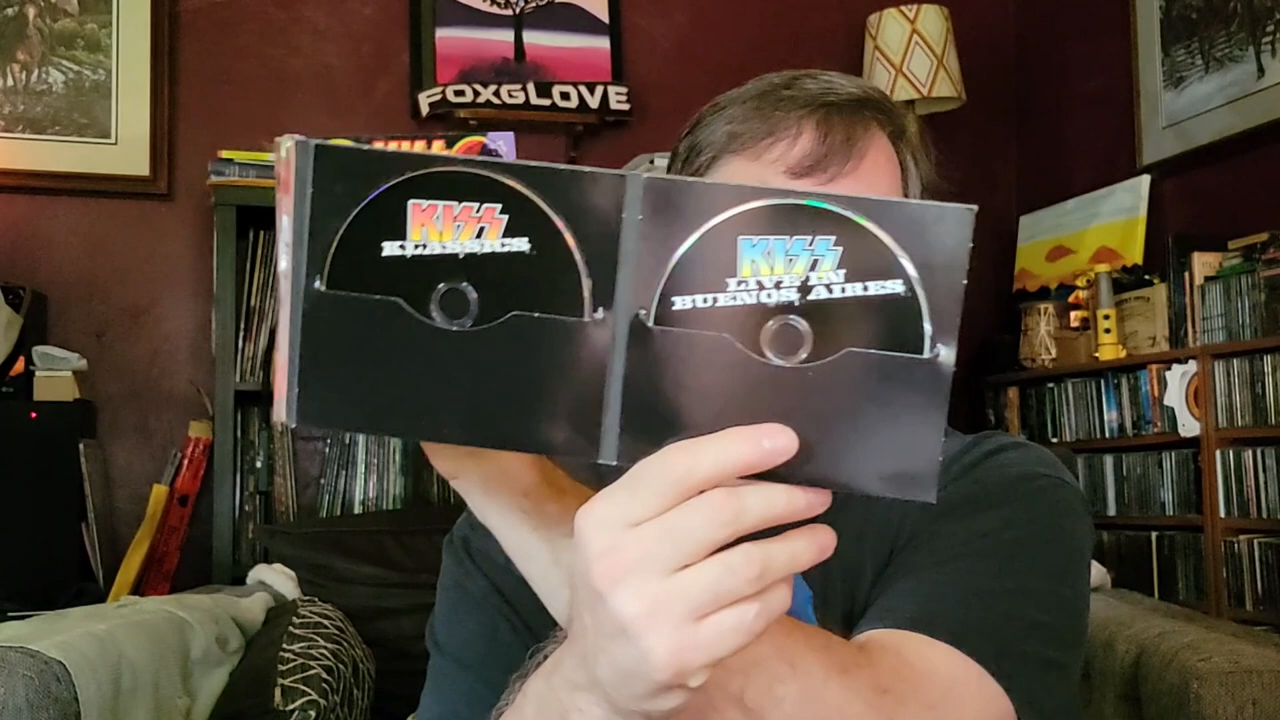 FOXGLOVE
KISS
KLASSICS
KISS
LIVE IN
BUENOS AIRES